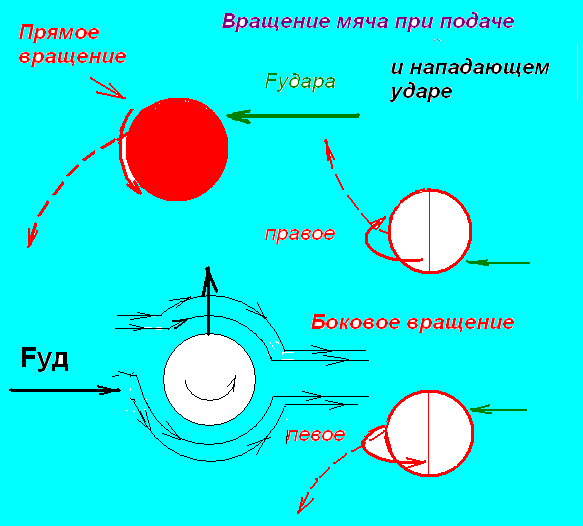 Вращение мяча при подаче
Прямое
вращение
и нападающем
ударе
Fудара
правое
Боковое вращение
Fуд
левое